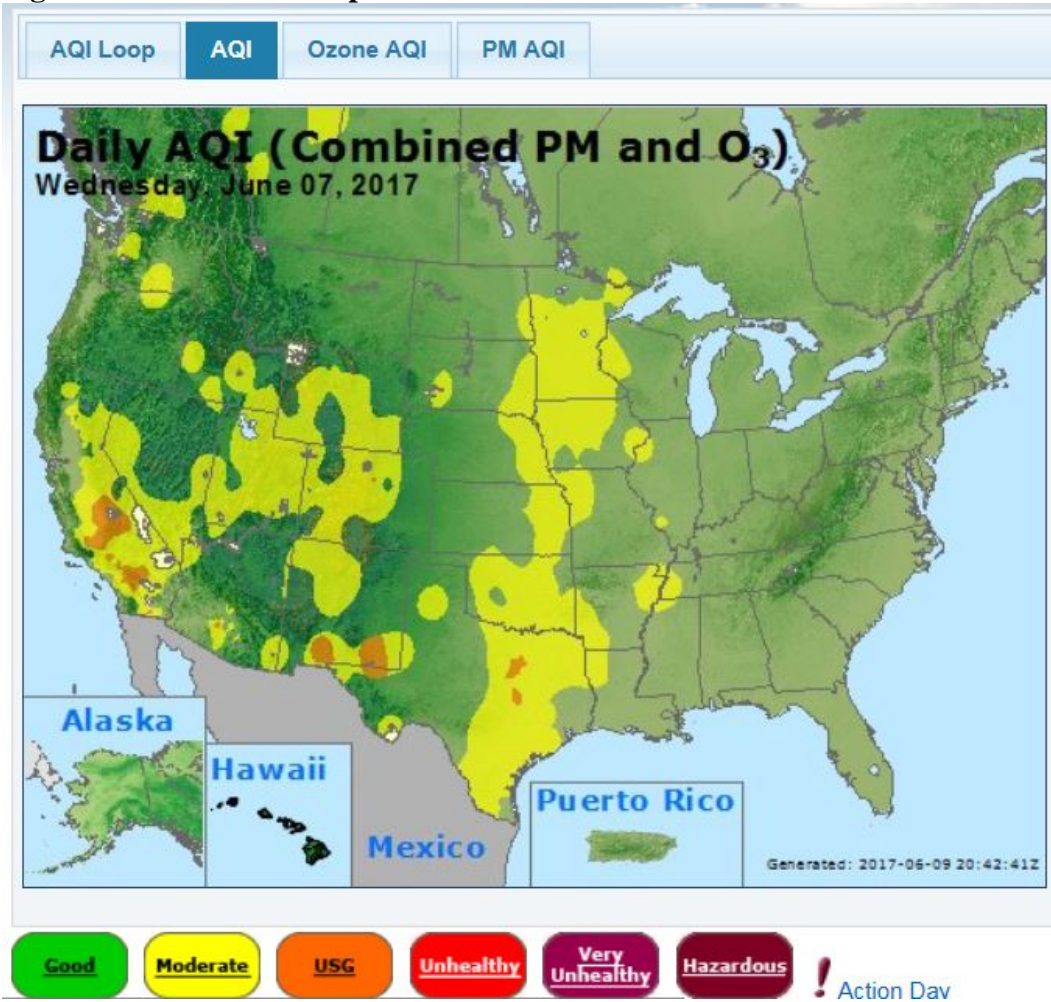 AQI Loop AQI Ozone AQI PM AQI
Daily AQI (Combined PM and O₃)
Wednesday, June 07, 2017
Alaska
Hawaii
Mexico
Puerto Rico
Generated: 2017-06-09 20:42:41Z
Good Moderate USG Unhealthy Very Unhealthy Hazardous ! Action Day